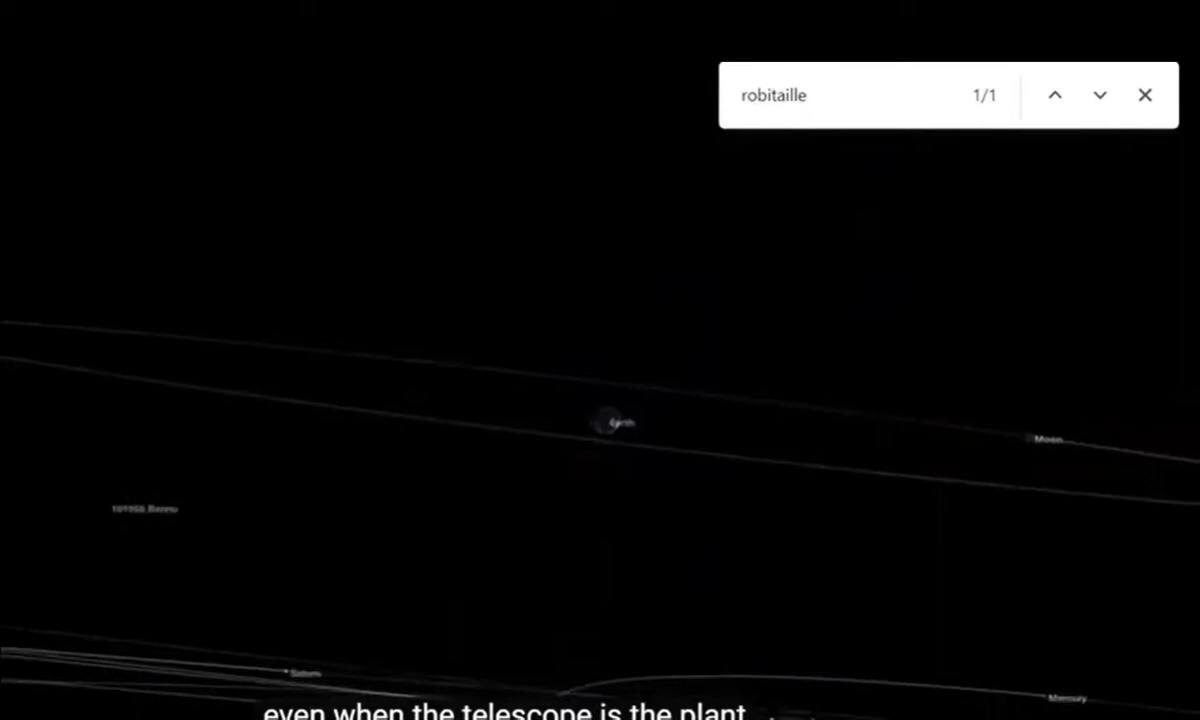 robitaille 1/1
Earth
Moon
101955 Bennu
Saturn
Mercury
even when the telescope is the plant